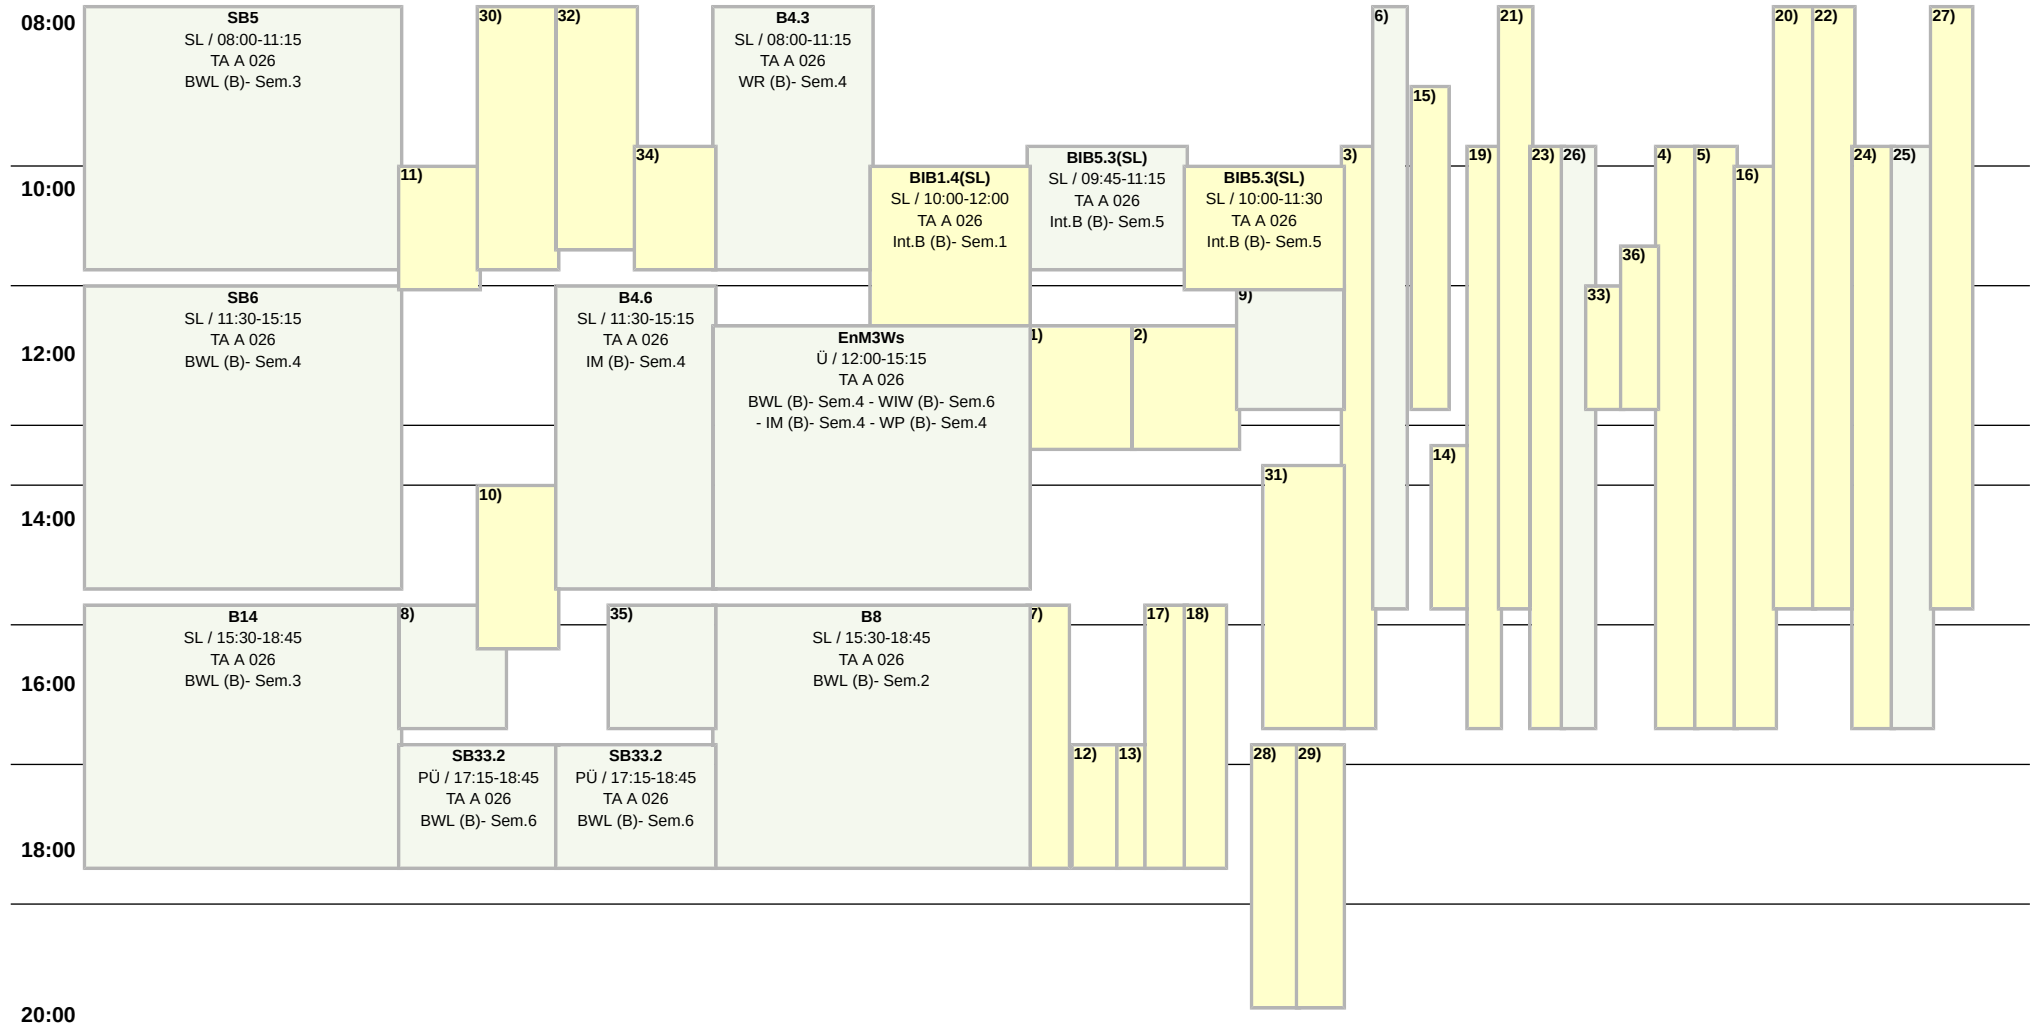 08:00
10:00
12:00
14:00
16:00
18:00
20:00
SB5
SL / 08:00-11:15
TA A 026
BWL (B)- Sem.3
30)
32)
B4.3
SL / 08:00-11:15
TA A 026
WR (B)- Sem.4
6)
21)
20)
22)
27)
15)
34)
11)
BIB1.4(SL)
SL / 10:00-12:00
TA A 026
Int.B (B)- Sem.1
BIB5.3(SL)
SL / 09:45-11:15
TA A 026
Int.B (B)- Sem.5
BIB5.3(SL)
SL / 10:00-11:30
TA A 026
Int.B (B)- Sem.5
3)
19)
23)
26)
4)
5)
16)
24)
25)
36)
33)
SB6
SL / 11:30-15:15
TA A 026
BWL (B)- Sem.4
B4.6
SL / 11:30-15:15
TA A 026
IM (B)- Sem.4
9)
EnM3Ws
Ü / 12:00-15:15
TA A 026
BWL (B)- Sem.4 - WIW (B)- Sem.6
- IM (B)- Sem.4 - WP (B)- Sem.4
1)
2)
14)
31)
10)
B14
SL / 15:30-18:45
TA A 026
BWL (B)- Sem.3
8)
35)
B8
SL / 15:30-18:45
TA A 026
BWL (B)- Sem.2
7)
17)
18)
SB33.2
PÜ / 17:15-18:45
TA A 026
BWL (B)- Sem.6
SB33.2
PÜ / 17:15-18:45
TA A 026
BWL (B)- Sem.6
12)
13)
28)
29)